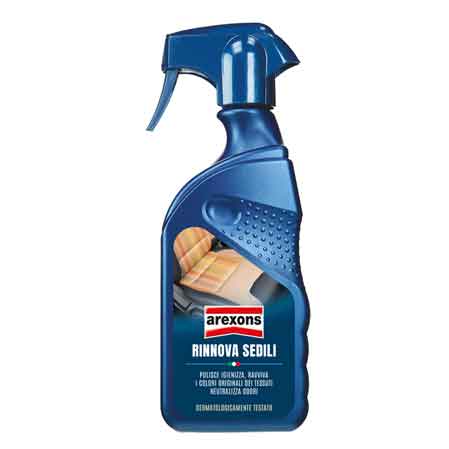 arexons
RINNOVA SEDILI
PULISCE IGIENIZZA, RAVVIVA
I COLORI ORIGINALI DEI TESSUTI
NEUTRALIZZA ODORI
DERMATOLOGICAMENTE TESTATO